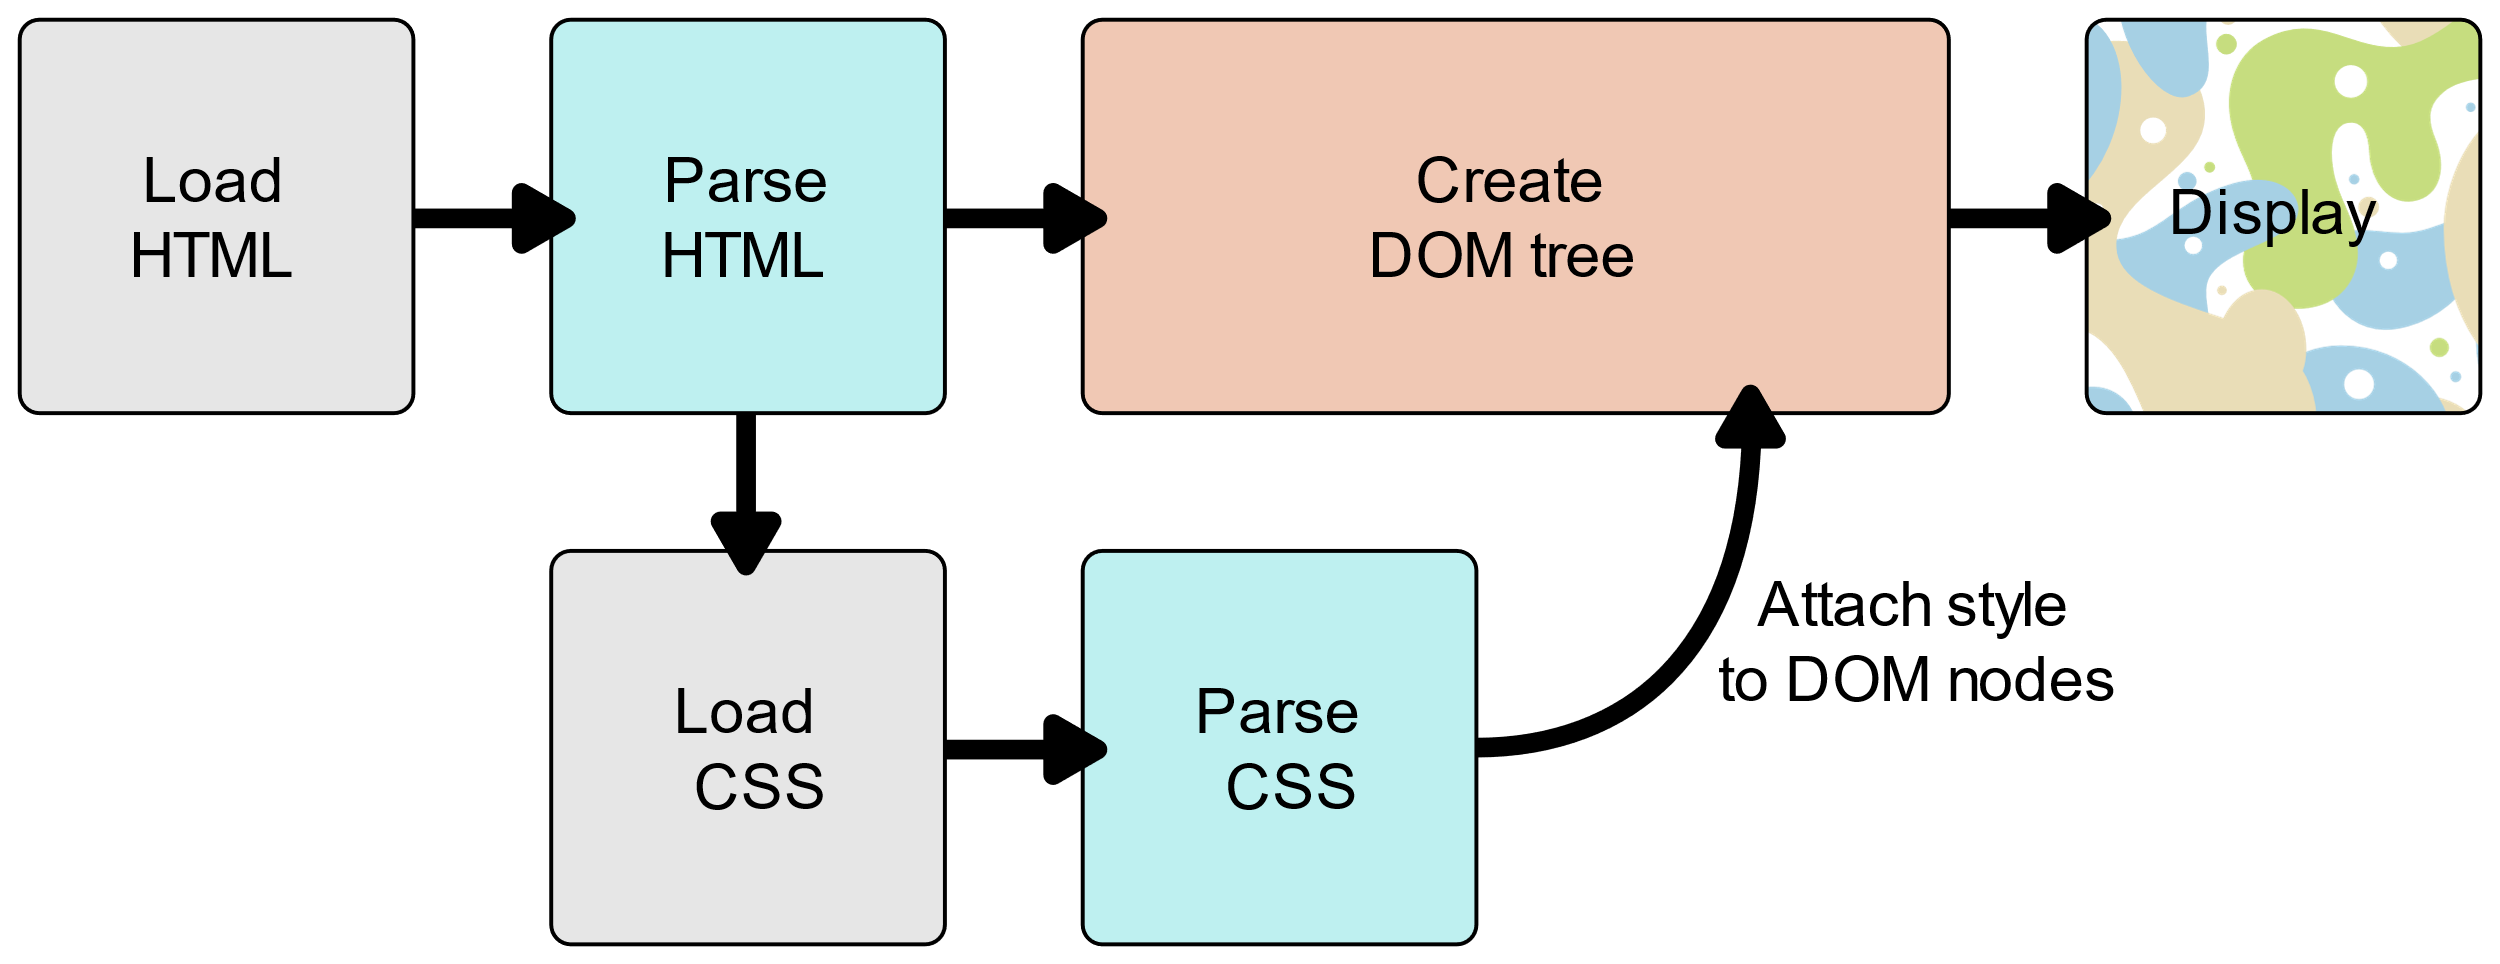 Load
HTML
Parse
HTML
Create
DOM tree
Display
Load
CSS
Parse
CSS
Attach style
to DOM nodes